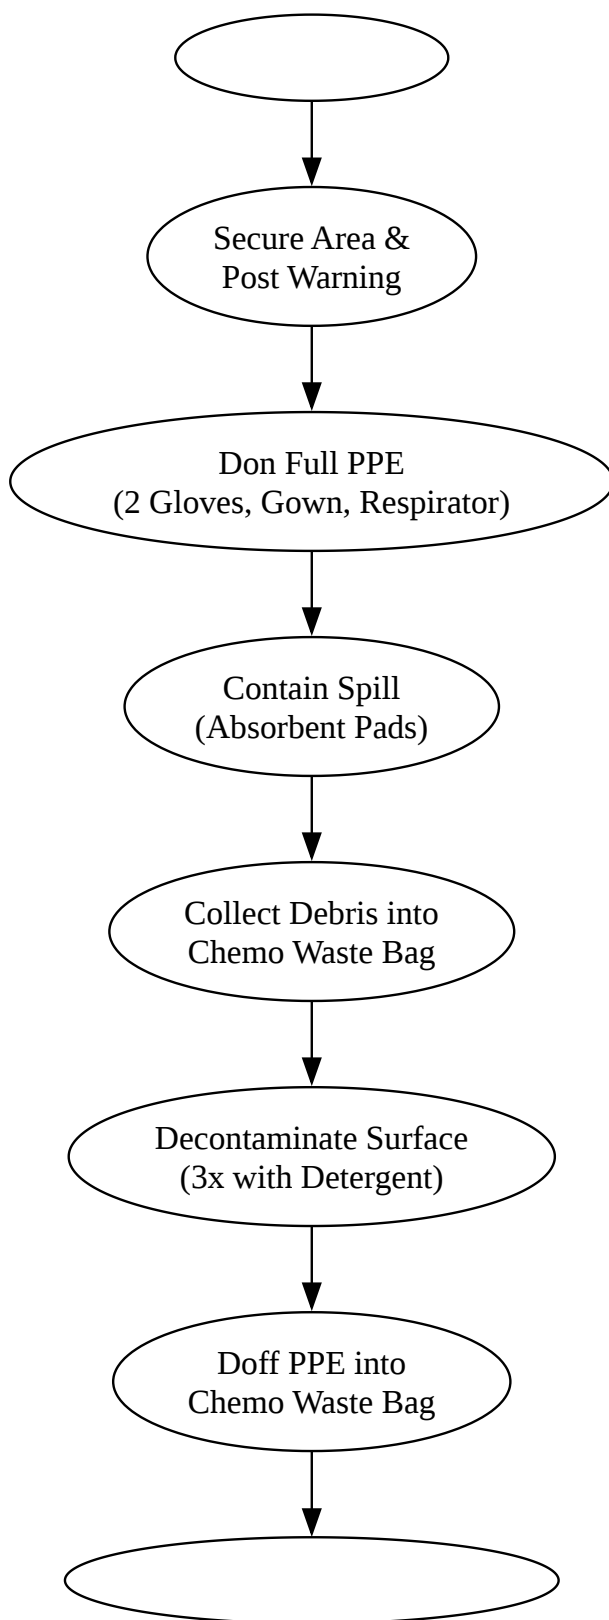 Secure Area &
Post Warning
Don Full PPE
(2 Gloves, Gown, Respirator)
Contain Spill
(Absorbent Pads)
Collect Debris into
Chemo Waste Bag
Decontaminate Surface
(3x with Detergent)
Doff PPE into
Chemo Waste Bag